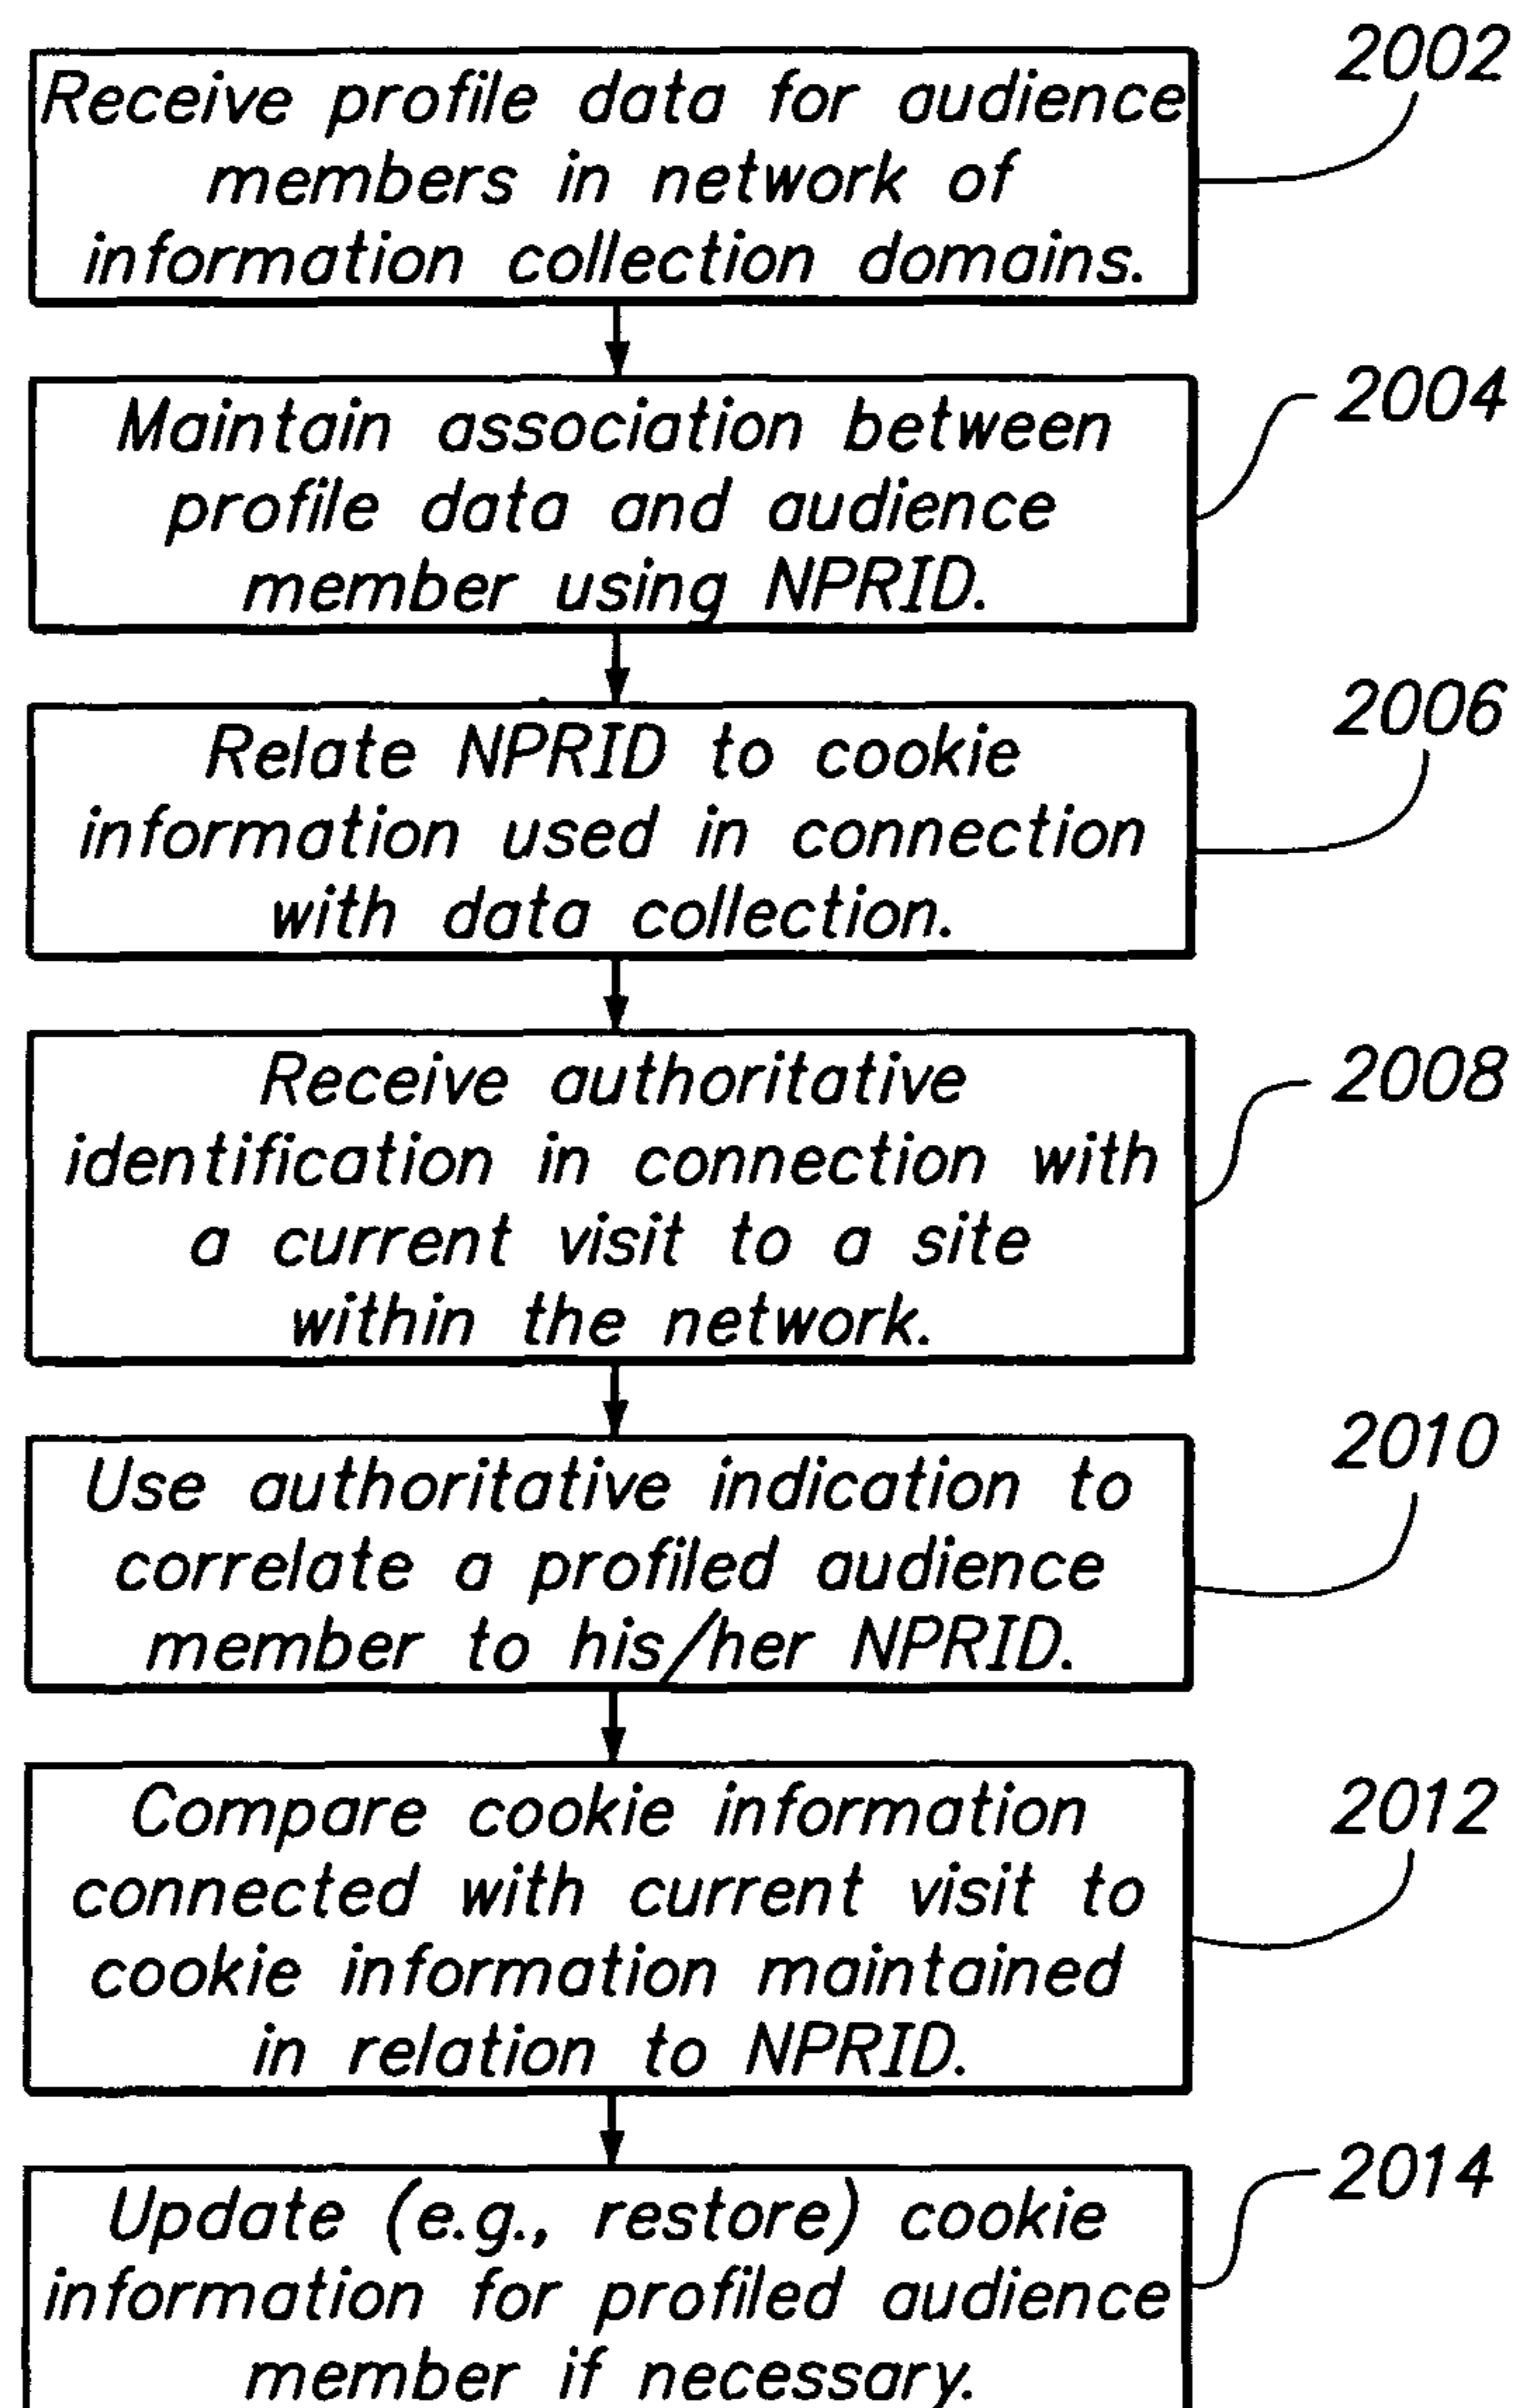 2002
Receive profile data for audience
members in network of
information collection domains.
2004
Maintain association between
profile data and audience
member using NPRID.
2006
Relate NPRID to cookie
information used in connection
with data collection.
2008
Receive authoritative
identification in connection with
a current visit to a site
within the network.
2010
Use authoritative indication to
correlate a profiled audience
member to his/her NPRID.
2012
Compare cookie information
connected with current visit to
cookie information maintained
in relation to NPRID.
2014
Update (e.g., restore) cookie
information for profiled audience
member if necessary.